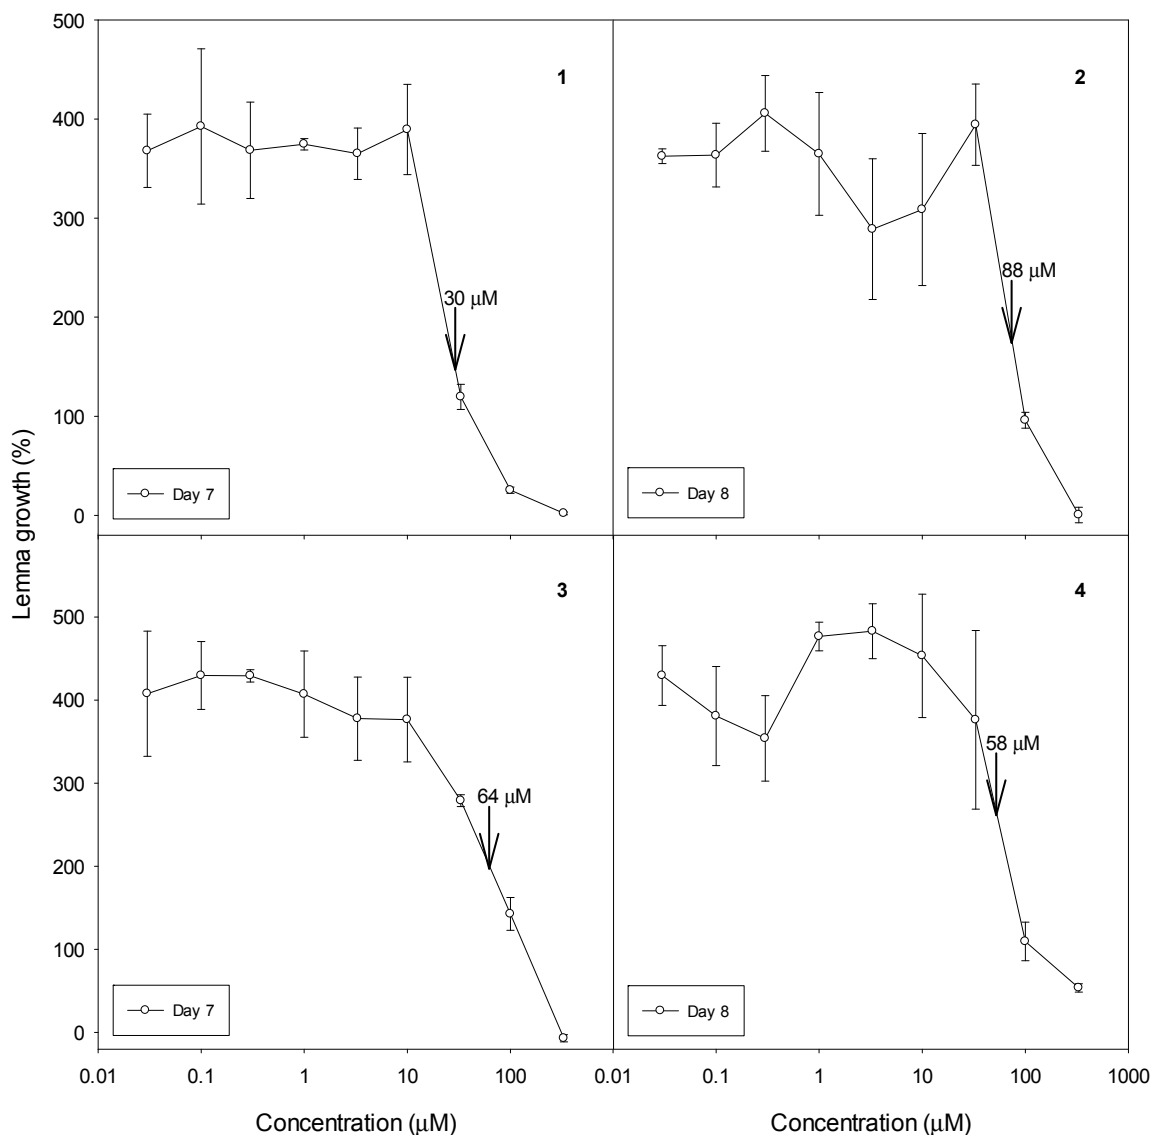 Lemna growth (%)
500
400
300
200
100
0
1
30 μM
Day 7
2
88 μM
Day 8
500
400
300
200
100
0
3
64 μM
Day 7
4
58 μM
Day 8
0.01 0.1 1 10 100 0.01 0.1 1 10 100 1000
Concentration (μM) Concentration (μM)